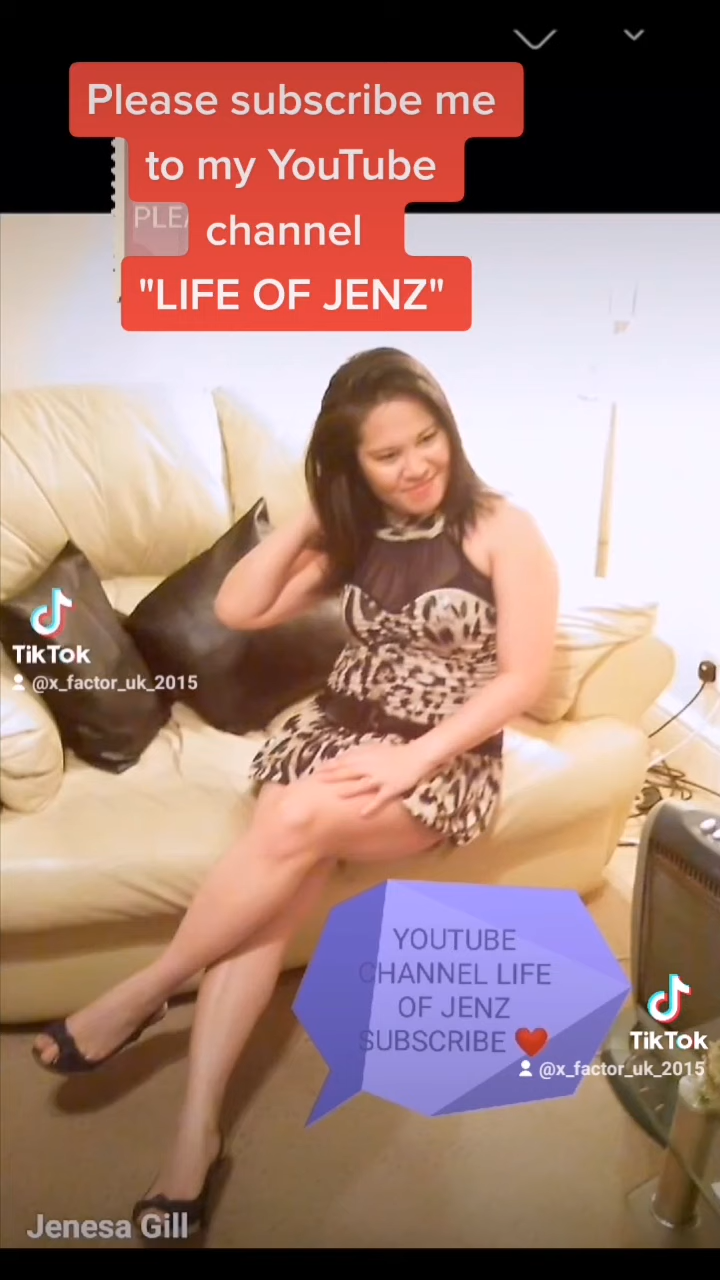 Please subscribe me
to my YouTube
PLEA
channel
"LIFE OF JENZ"
TikTok
@x_factor_uk_2015
YOUTUBE
CHANNEL LIFE
OF JENZ
SUBSCRIBE ❤️
TikTok
@x_factor_uk_2015
Jenesa Gill